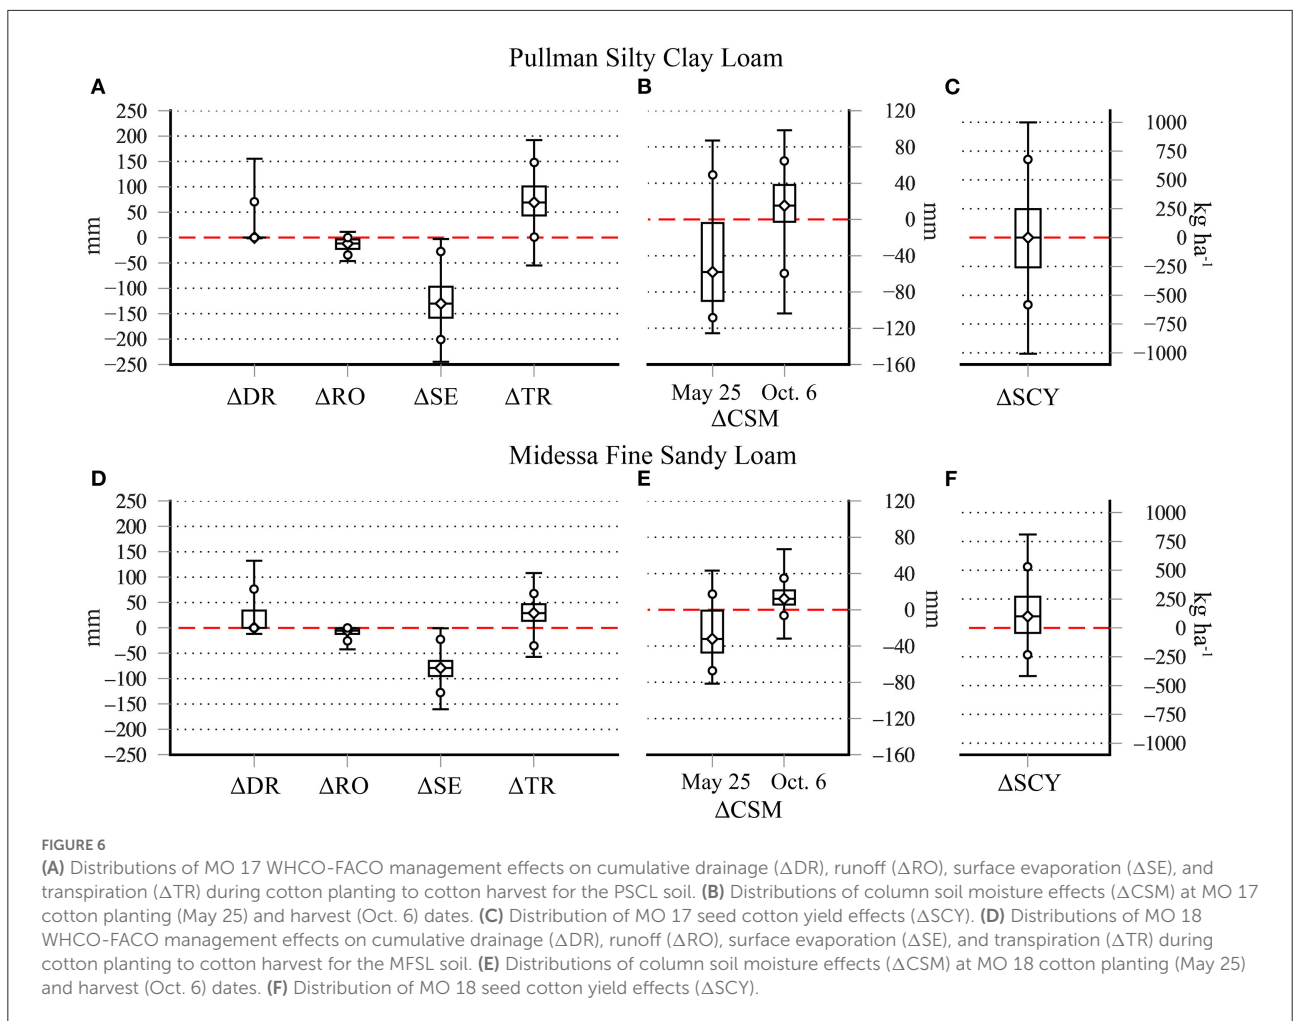 Pullman Silty Clay Loam
A
B
C
250
200
150
100
50
0
−50
−100
−150
−200
−250
mm
ΔDR ΔRO ΔSE ΔTR
120
80
40
0
−40
−80
−120
−160
mm
May 25 Oct. 6
ΔCSM
1000
750
500
250
0
−250
−500
−750
−1000
kg ha⁻¹
ΔSCY
Midessa Fine Sandy Loam
D
E
F
250
200
150
100
50
0
−50
−100
−150
−200
−250
mm
ΔDR ΔRO ΔSE ΔTR
120
80
40
0
−40
−80
−120
−160
mm
May 25 Oct. 6
ΔCSM
1000
750
500
250
0
−250
−500
−750
−1000
kg ha⁻¹
ΔSCY
FIGURE 6
(A) Distributions of MO 17 WHCO-FACO management effects on cumulative drainage (ΔDR), runoff (ΔRO), surface evaporation (ΔSE), and
transpiration (ΔTR) during cotton planting to cotton harvest for the PSCL soil. (B) Distributions of column soil moisture effects (ΔCSM) at MO 17
cotton planting (May 25) and harvest (Oct. 6) dates. (C) Distribution of MO 17 seed cotton yield effects (ΔSCY). (D) Distributions of MO 18
WHCO-FACO management effects on cumulative drainage (ΔDR), runoff (ΔRO), surface evaporation (ΔSE), and transpiration (ΔTR) during
cotton planting to cotton harvest for the MFSL soil. (E) Distributions of column soil moisture effects (ΔCSM) at MO 18 cotton planting (May 25)
and harvest (Oct. 6) dates. (F) Distribution of MO 18 seed cotton yield effects (ΔSCY).